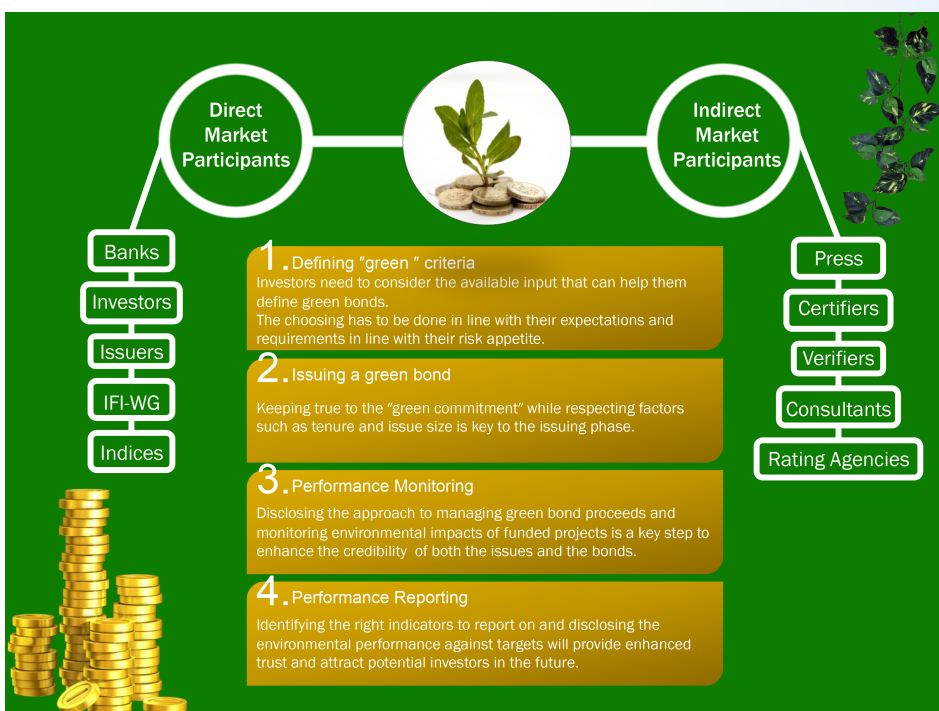 Direct
Market
Participants
Indirect
Market
Participants
Banks
Investors
Issuers
IFI-WG
Indices
1. Defining "green " criteria
Investors need to consider the available input that can help them
define green bonds.
The choosing has to be done in line with their expectations and
requirements in line with their risk appetite.
2. Issuing a green bond
Keeping true to the "green commitment" while respecting factors
such as tenure and issue size is key to the issuing phase.
3. Performance Monitoring
Disclosing the approach to managing green bond proceeds and
monitoring environmental impacts of funded projects is a key step to
enhance the credibility of both the issues and the bonds.
4. Performance Reporting
Identifying the right indicators to report on and disclosing the
environmental performance against targets will provide enhanced
trust and attract potential investors in the future.
Press
Certifiers
Verifiers
Consultants
Rating Agencies